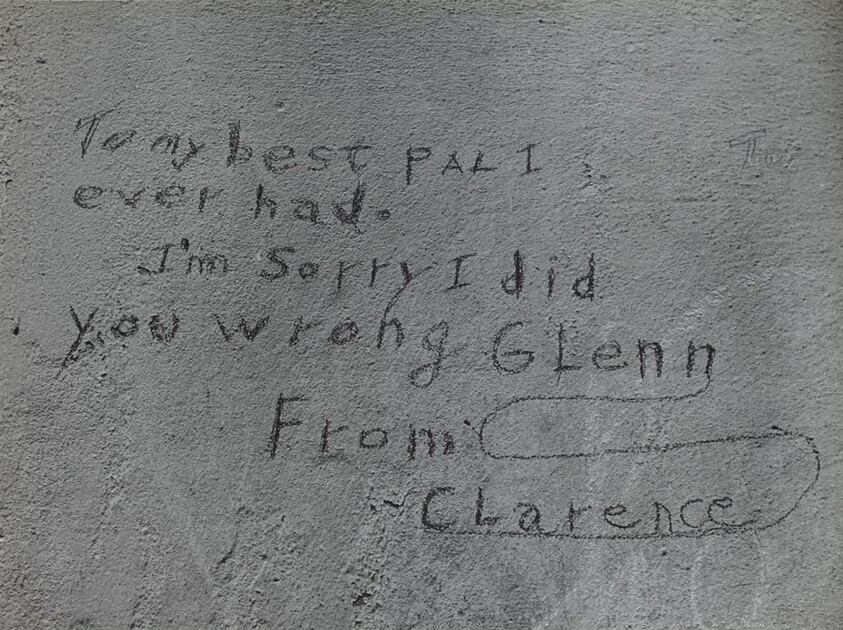 To my best PAL I
ever had.
I'm Sorry I did
you wrong GLenn
From
CLarence